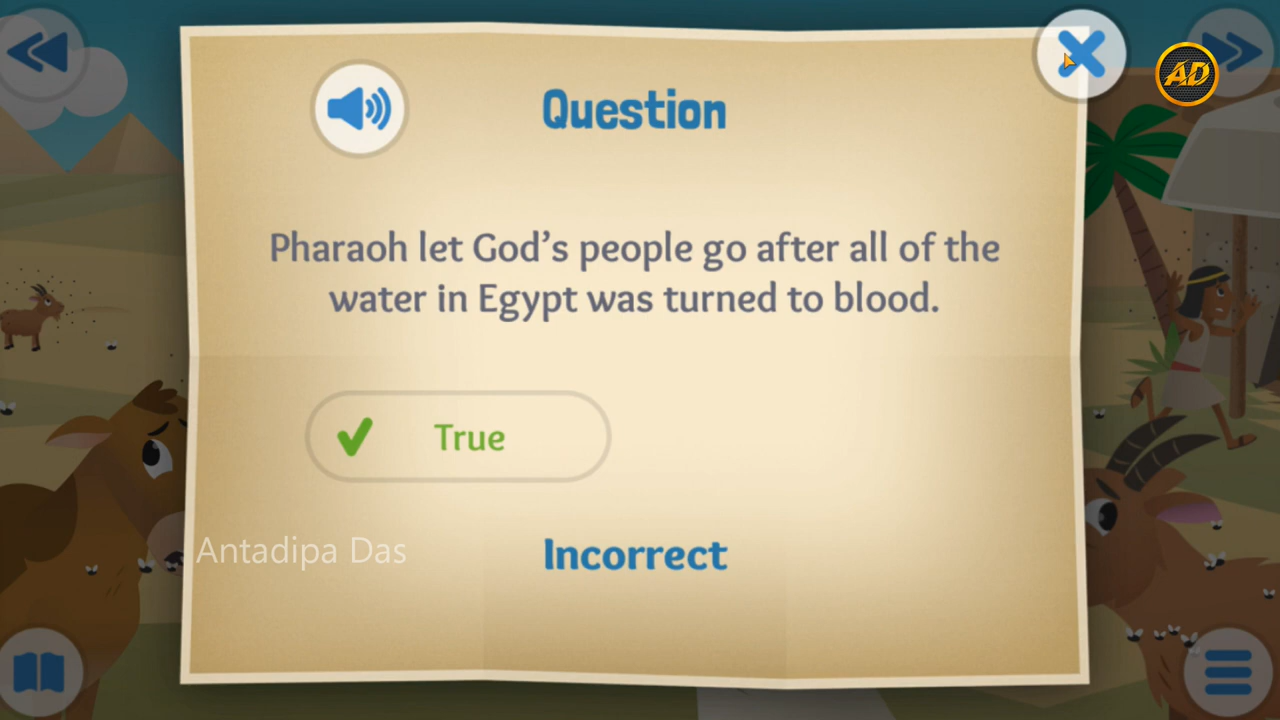 AD
Question
Pharaoh let God’s people go after all of the
water in Egypt was turned to blood.
True
Antadipa Das
Incorrect